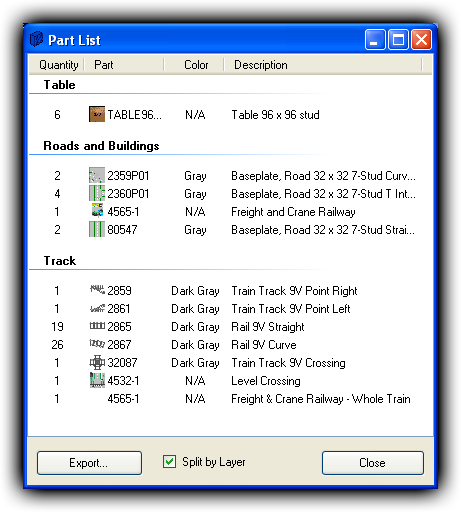 Part List
Quantity Part Color Description
Table
6 TABLE96... N/A Table 96 x 96 stud
Roads and Buildings
2 2359P01 Gray Baseplate, Road 32 x 32 7-Stud Curv...
4 2360P01 Gray Baseplate, Road 32 x 32 7-Stud T Int...
1 4565-1 N/A Freight and Crane Railway
2 80547 Gray Baseplate, Road 32 x 32 7-Stud Strai...
Track
1 2859 Dark Gray Train Track 9V Point Right
1 2861 Dark Gray Train Track 9V Point Left
19 2865 Dark Gray Rail 9V Straight
26 2867 Dark Gray Rail 9V Curve
1 32087 Dark Gray Train Track 9V Crossing
1 4532-1 N/A Level Crossing
1 4565-1 N/A Freight & Crane Railway - Whole Train
Export... Split by Layer Close